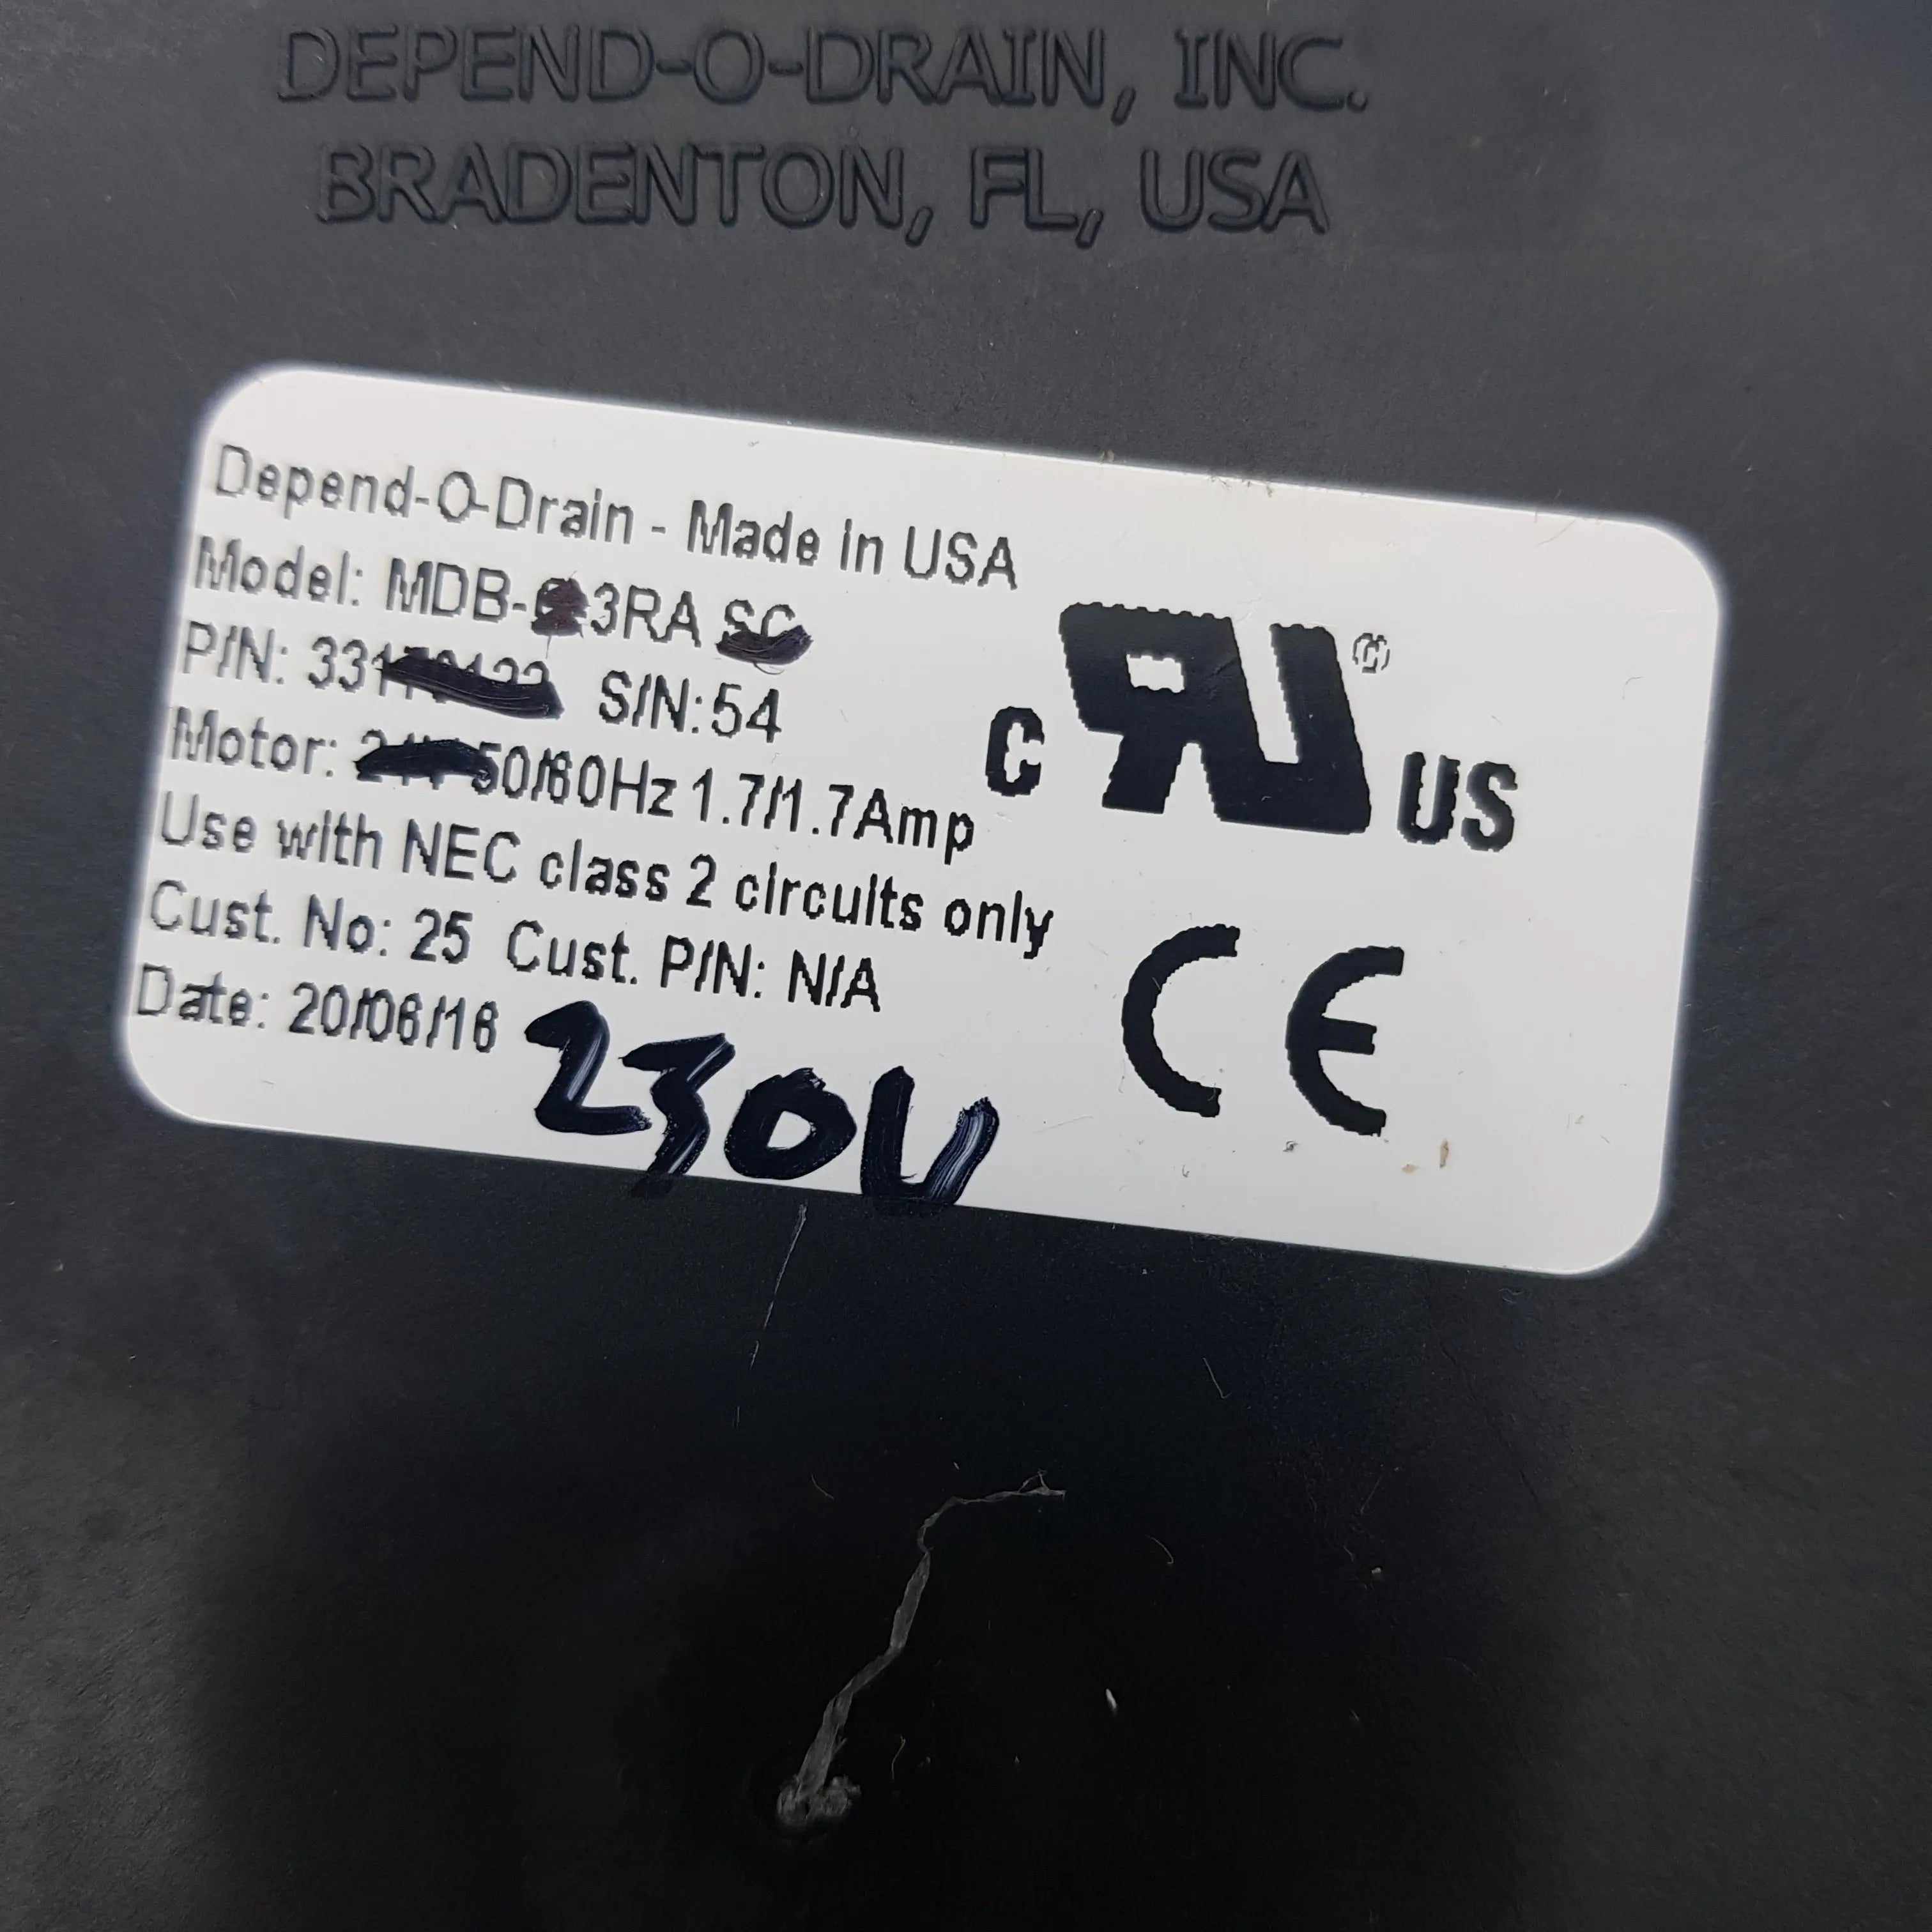 DEPEND-O-DRAIN, INC.
BRADENTON, FL, USA
Depend-O-Drain - Made in USA
Model: 3RA
P/N: S/N:54
Motor: 50/60Hz 1.7/1.7Amp
Use with NEC class 2 circuits only
Cust. No: 25 Cust. P/N: N/A
Date: 20/06/16
230V
C RU ® US
CE